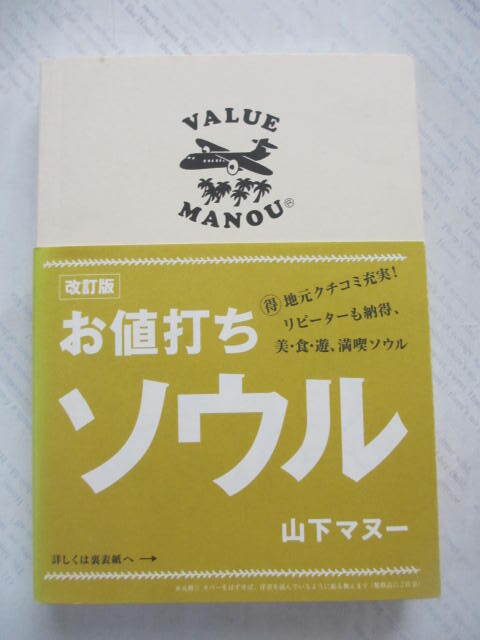 VALUE
MANOU®
改訂版
得 地元クチコミ充実!
リピーターも納得、
美・食・遊、満喫ソウル
お値打ち
ソウル
山下マヌー
詳しくは裏表紙へ →